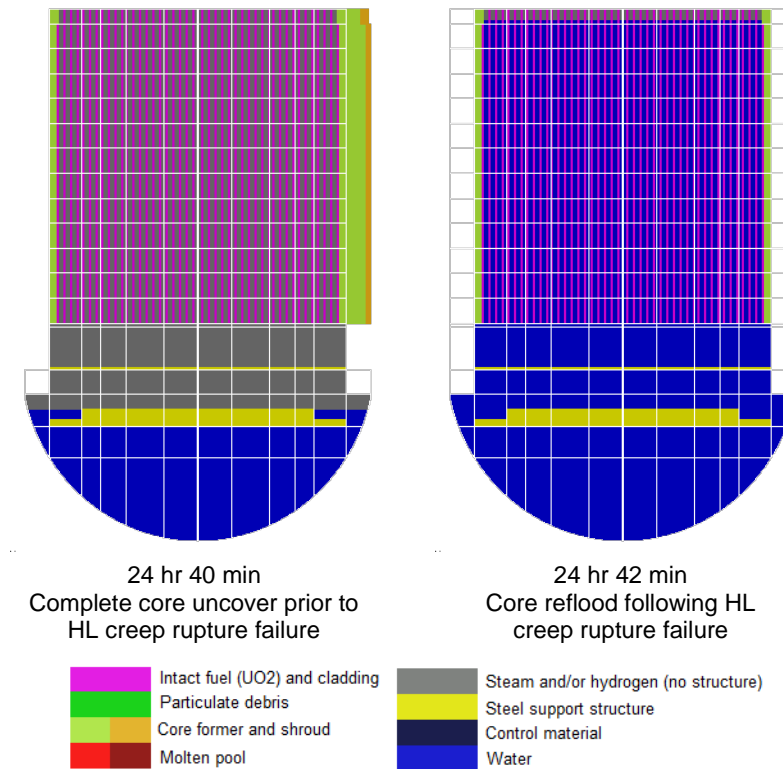 24 hr 40 min
Complete core uncover prior to
HL creep rupture failure
24 hr 42 min
Core reflood following HL
creep rupture failure
Intact fuel (UO2) and cladding
Particulate debris
Core former and shroud
Molten pool
Steam and/or hydrogen (no structure)
Steel support structure
Control material
Water